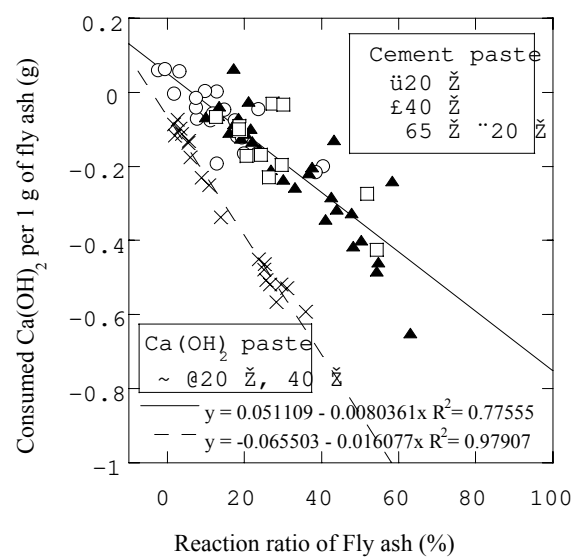 0.2
0
-0.2
-0.4
-0.6
-0.8
-1
Consumed Ca(OH)2 per 1 g of fly ash (g)
Cement paste
ü20 Ž
£40 Ž
65 Ž ¨20 Ž
Ca(OH)2 paste
~ @20 Ž, 40 Ž
y = 0.051109 - 0.0080361x R2= 0.77555
y = -0.065503 - 0.016077x R2= 0.97907
0 20 40 60 80 100
Reaction ratio of Fly ash (%)